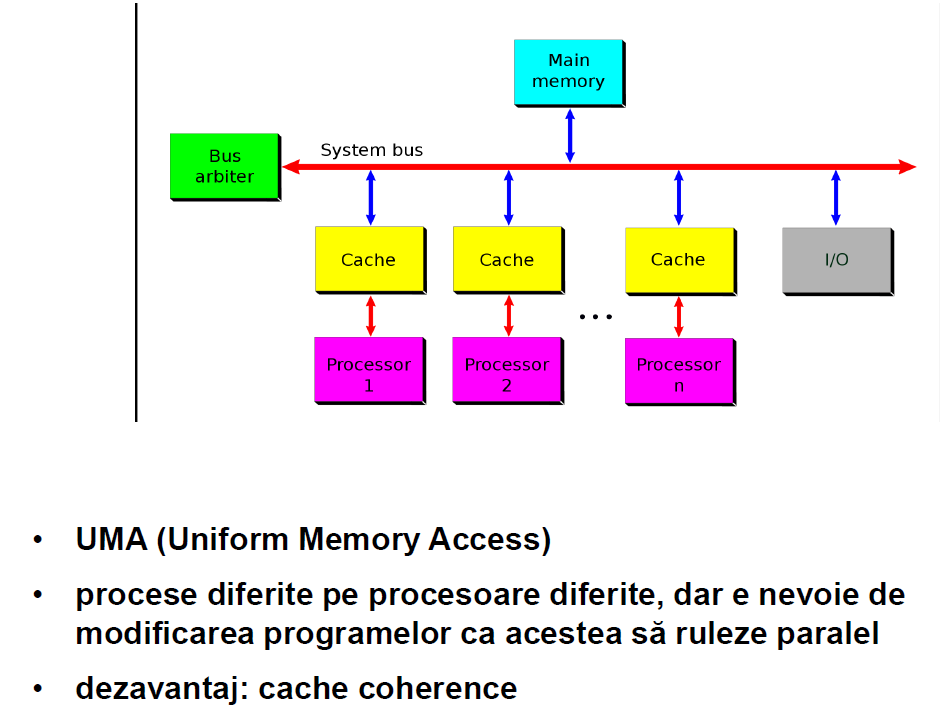 Main
memory
Bus
arbiter
System bus
Cache
Cache
Cache
I/O
...
Processor
1
Processor
2
Processor
n
• UMA (Uniform Memory Access)
• procese diferite pe procesoare diferite, dar e nevoie de
modificarea programelor ca acestea să ruleze paralel
• dezavantaj: cache coherence